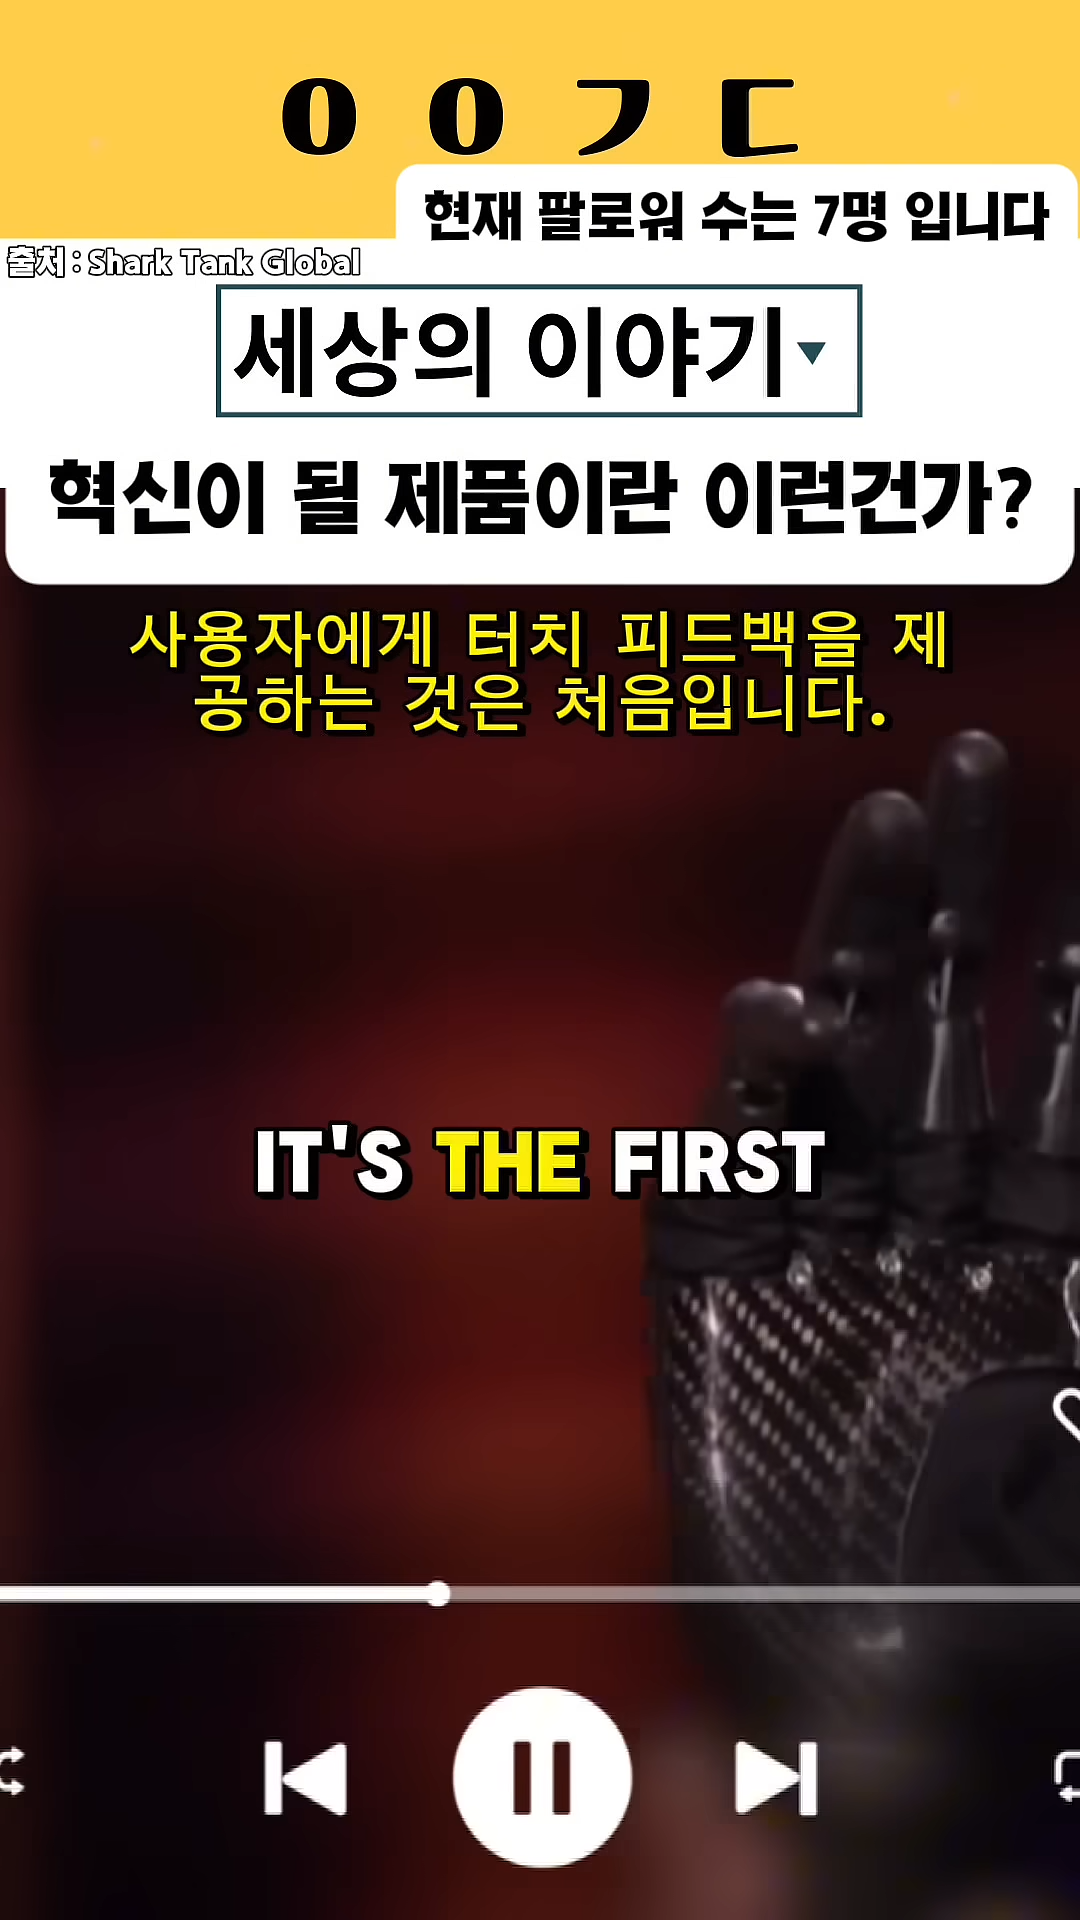 ㅇㅇㄱㄷ
현재 팔로워 수는 7명 입니다
출처 : Shark Tank Global
세상의 이야기
혁신이 될 제품이란 이런건가?
사용자에게 터치 피드백을 제
공하는 것은 처음입니다.
IT'S THE FIRST